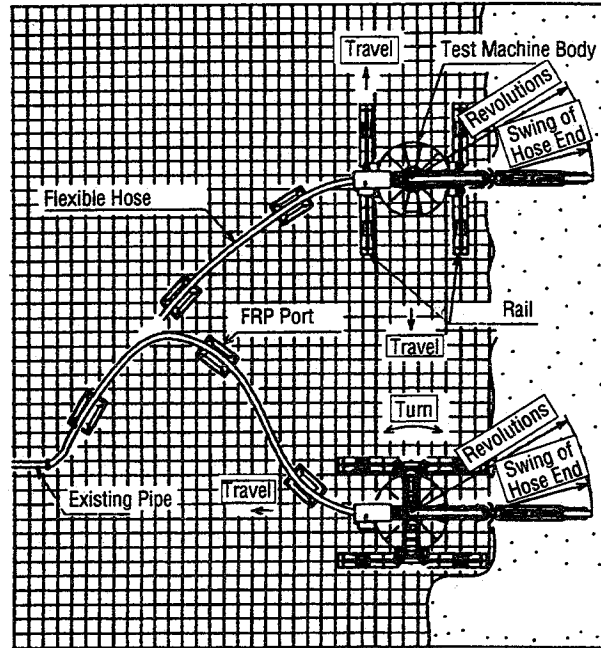 Travel
Test Machine Body
Revolutions
Swing of
Hose End
Flexible Hose
FRP Port
Rail
Travel
Turn
Revolutions
Swing of
Hose End
Existing Pipe
Travel